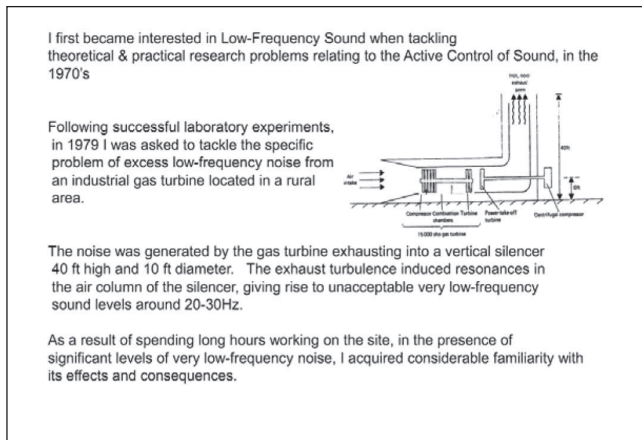 I first became interested in Low-Frequency Sound when tackling
theoretical & practical research problems relating to the Active Control of Sound, in the
1970's
Following successful laboratory experiments,
in 1979 I was asked to tackle the specific
problem of excess low-frequency noise from
an industrial gas turbine located in a rural
area.
exhaust
40ft
Air
intake
6ft
Compressor Combustion Turbine Power take-off Centrifugal compressor
chambers turbine
15000 shp gas turbine
The noise was generated by the gas turbine exhausting into a vertical silencer
40 ft high and 10 ft diameter. The exhaust turbulence induced resonances in
the air column of the silencer, giving rise to unacceptable very low-frequency
sound levels around 20-30Hz.
As a result of spending long hours working on the site, in the presence of
significant levels of very low-frequency noise, I acquired considerable familiarity with
its effects and consequences.